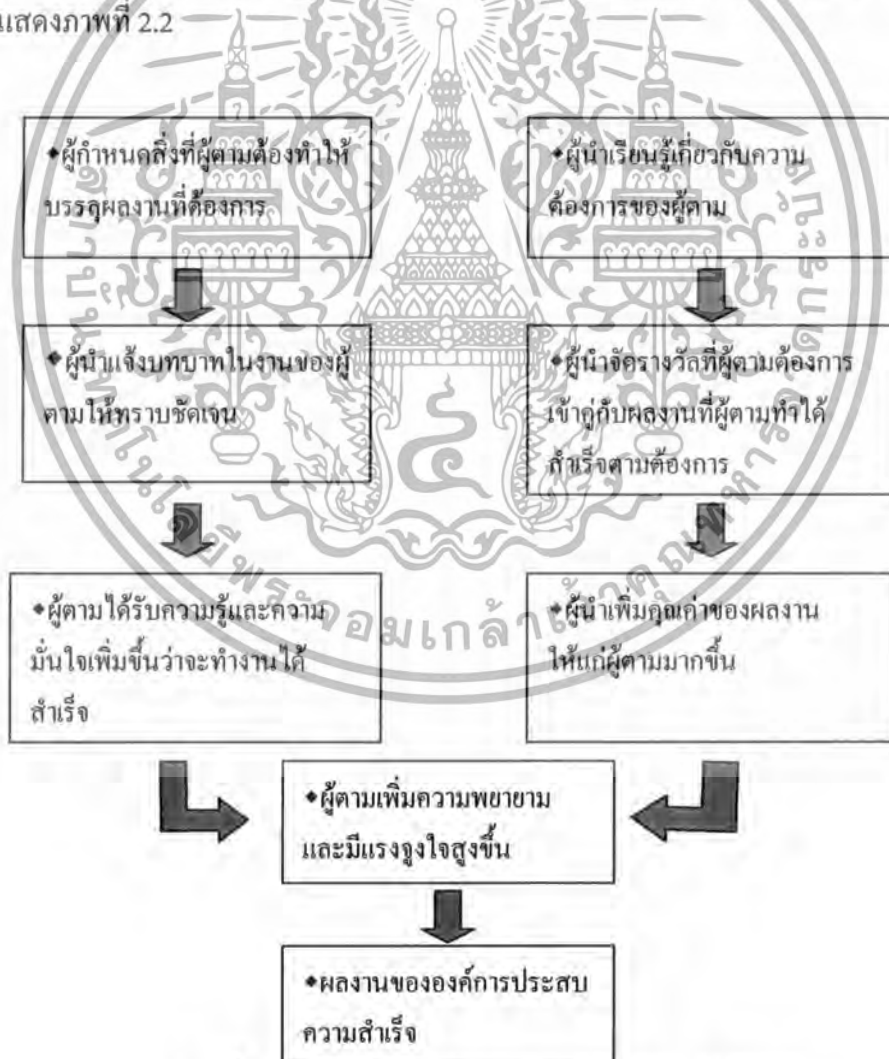 แสดงภาพที่ 2.2
◆ผู้กำหนดสิ่งที่ผู้ตามต้องทำให้
บรรลุผลงานที่ต้องการ
◆ผู้นำเรียนรู้เกี่ยวกับความ
ต้องการของผู้ตาม
◆ผู้นำแจ้งบทบาทในงานของผู้
ตามให้ทราบชัดเจน
◆ผู้นำจัดรางวัลที่ผู้ตามต้องการ
เข้าคู่กับผลงานที่ผู้ตามทำได้
สำเร็จตามต้องการ
◆ผู้ตามได้รับความรู้และความ
มั่นใจเพิ่มขึ้นว่าจะทำงานได้
สำเร็จ
◆ผู้นำเพิ่มคุณค่าของผลงาน
ให้แก่ผู้ตามมากขึ้น
◆ผู้ตามเพิ่มความพยายาม
และมีแรงจูงใจสูงขึ้น
◆ผลงานขององค์การประสบ
ความสำเร็จ